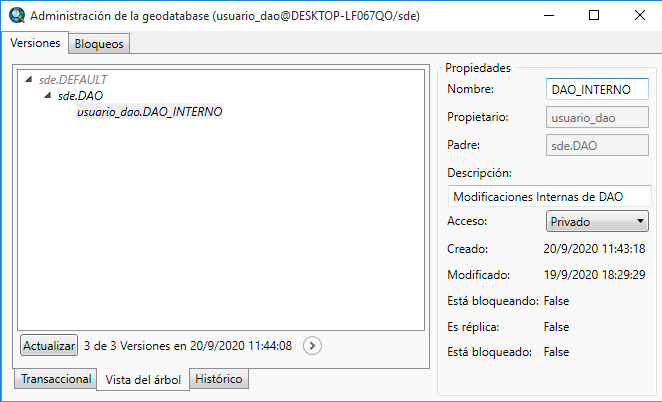 Administración de la geodatabase (usuario_dao@DESKTOP-LF067QO/sde)
Versiones Bloqueos
sde.DEFAULT
sde.DAO
usuario_dao.DAO_INTERNO
Actualizar 3 de 3 Versiones en 20/9/2020 11:44:08
Transaccional Vista del árbol Histórico
Propiedades
Nombre: DAO_INTERNO
Propietario: usuario_dao
Padre: sde.DAO
Descripción:
Modificaciones Internas de DAO
Acceso: Privado
Creado: 20/9/2020 11:43:18
Modificado: 19/9/2020 18:29:29
Está bloqueando: False
Es réplica: False
Está bloqueado: False